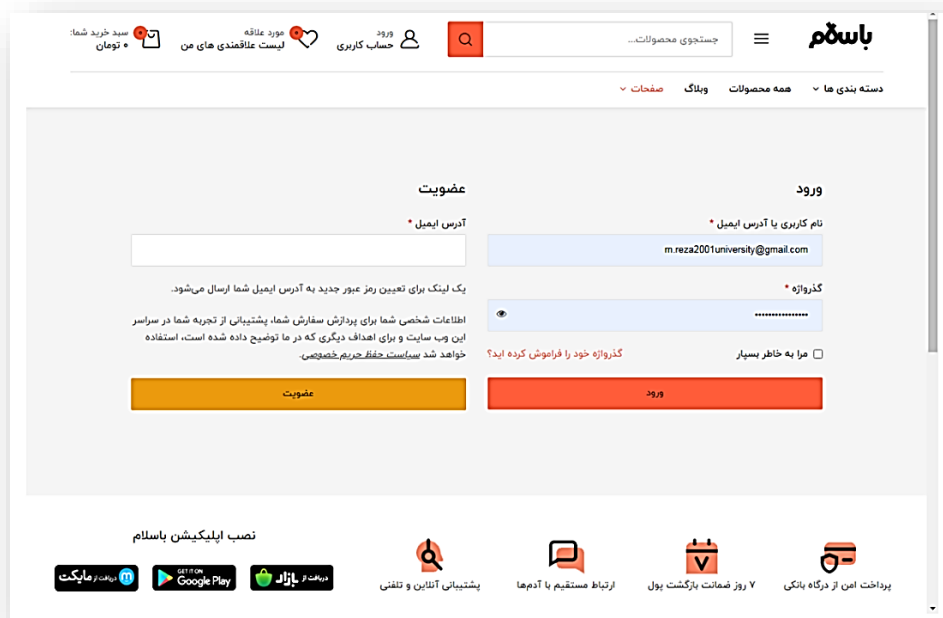 باسلام
جستجوی محصولات...
ورود
حساب کاربری
مورد علاقه
لیست علاقمندی های من
سبد خرید شما:
۰ تومان
دسته بندی ها
همه محصولات
وبلاگ
صفحات
ورود
نام کاربری یا آدرس ایمیل *
m.reza2001university@gmail.com
گذرواژه *
مرا به خاطر بسپار
گذرواژه خود را فراموش کرده اید؟
ورود
عضویت
آدرس ایمیل *
یک لینک برای تعیین رمز عبور جدید به آدرس ایمیل شما ارسال می‌شود.
اطلاعات شخصی شما برای پردازش سفارش شما، پشتیبانی از تجربه شما در سراسر
این وب سایت و برای اهداف دیگری که در ما توضیح داده شده است، استفاده
خواهد شد سیاست حفظ حریم خصوصی.
عضویت
پرداخت امن از درگاه بانکی
۷ روز ضمانت بازگشت پول
ارتباط مستقیم با آدم‌ها
پشتیبانی آنلاین و تلفنی
نصب اپلیکیشن باسلام
دریافت از بازار
GET IT ON
Google Play
دریافت از مایکت